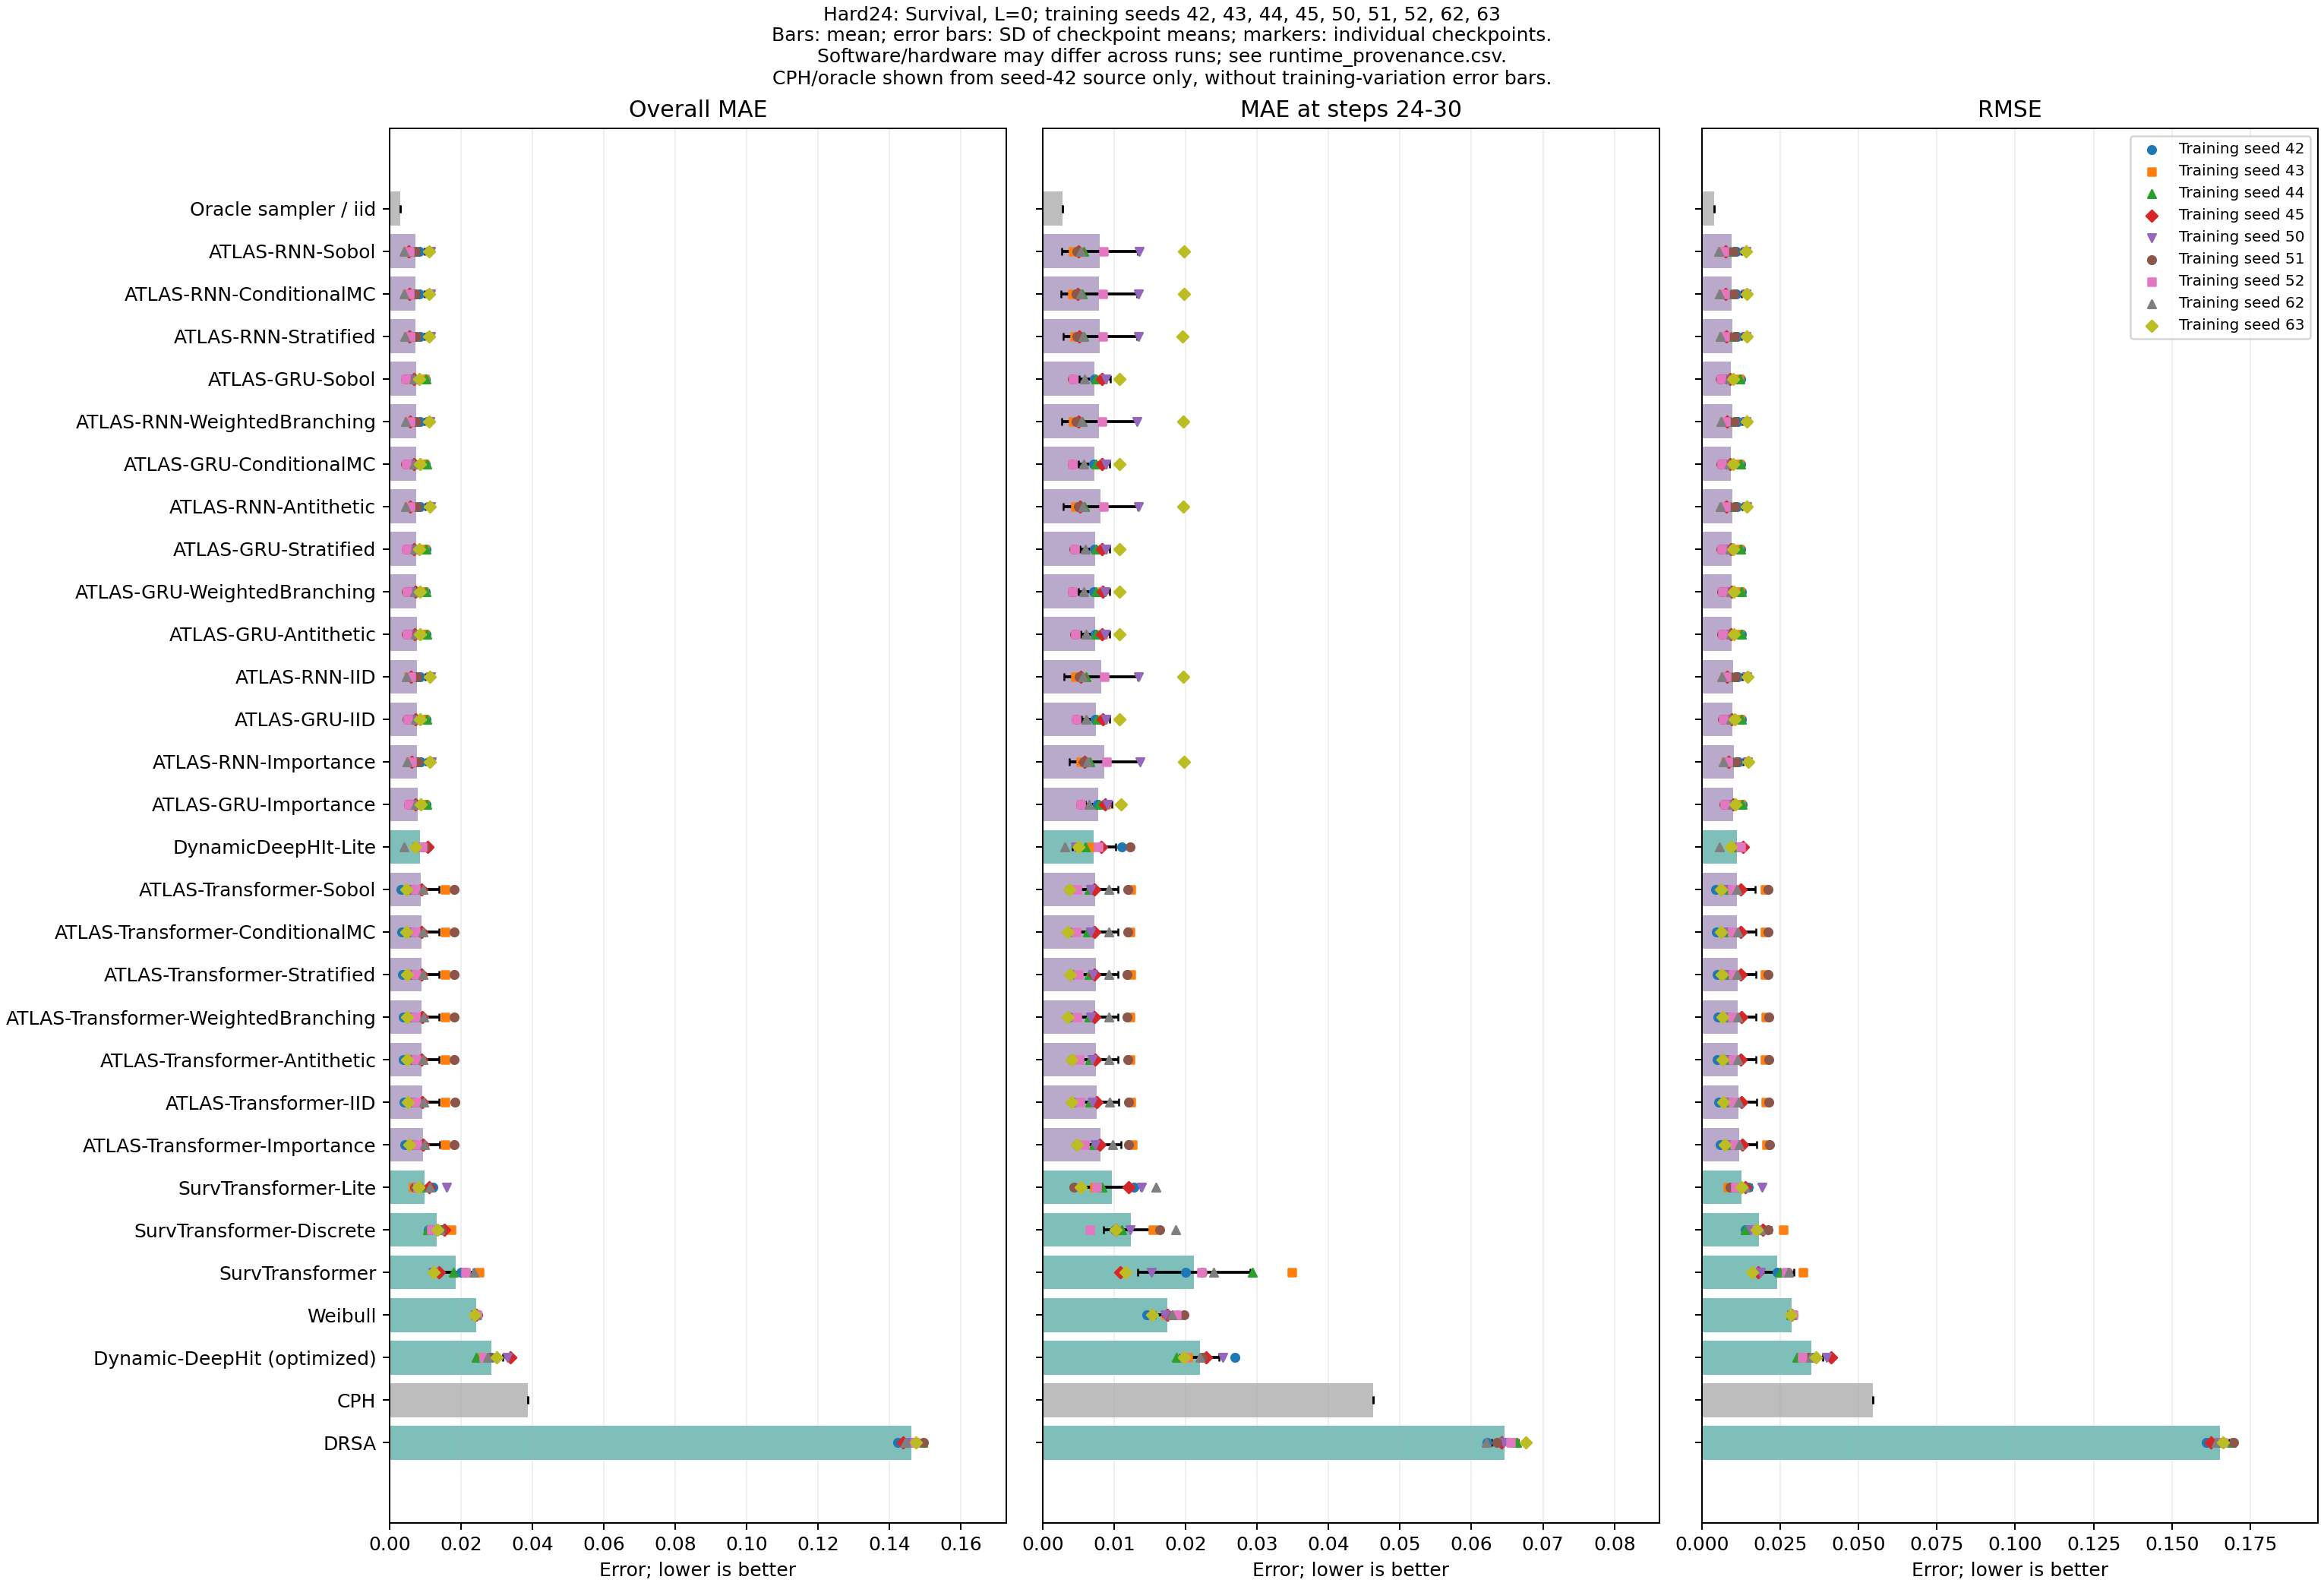 Hard24: Survival, L=0; training seeds 42, 43, 44, 45, 50, 51, 52, 62, 63
Bars: mean; error bars: SD of checkpoint means; markers: individual checkpoints.
Software/hardware may differ across runs; see runtime_provenance.csv.
CPH/oracle shown from seed-42 source only, without training-variation error bars.
Overall MAE
MAE at steps 24-30
RMSE
Training seed 42
Training seed 43
Training seed 44
Training seed 45
Training seed 50
Training seed 51
Training seed 52
Training seed 62
Training seed 63
Oracle sampler / iid
ATLAS-RNN-Sobol
ATLAS-RNN-ConditionalMC
ATLAS-RNN-Stratified
ATLAS-GRU-Sobol
ATLAS-RNN-WeightedBranching
ATLAS-GRU-ConditionalMC
ATLAS-RNN-Antithetic
ATLAS-GRU-Stratified
ATLAS-GRU-WeightedBranching
ATLAS-GRU-Antithetic
ATLAS-RNN-IID
ATLAS-GRU-IID
ATLAS-RNN-Importance
ATLAS-GRU-Importance
DynamicDeepHIt-Lite
ATLAS-Transformer-Sobol
ATLAS-Transformer-ConditionalMC
ATLAS-Transformer-Stratified
ATLAS-Transformer-WeightedBranching
ATLAS-Transformer-Antithetic
ATLAS-Transformer-IID
ATLAS-Transformer-Importance
SurvTransformer-Lite
SurvTransformer-Discrete
SurvTransformer
Weibull
Dynamic-DeepHit (optimized)
CPH
DRSA
0.00 0.02 0.04 0.06 0.08 0.10 0.12 0.14 0.16
0.00 0.01 0.02 0.03 0.04 0.05 0.06 0.07 0.08
0.000 0.025 0.050 0.075 0.100 0.125 0.150 0.175
Error; lower is better
Error; lower is better
Error; lower is better